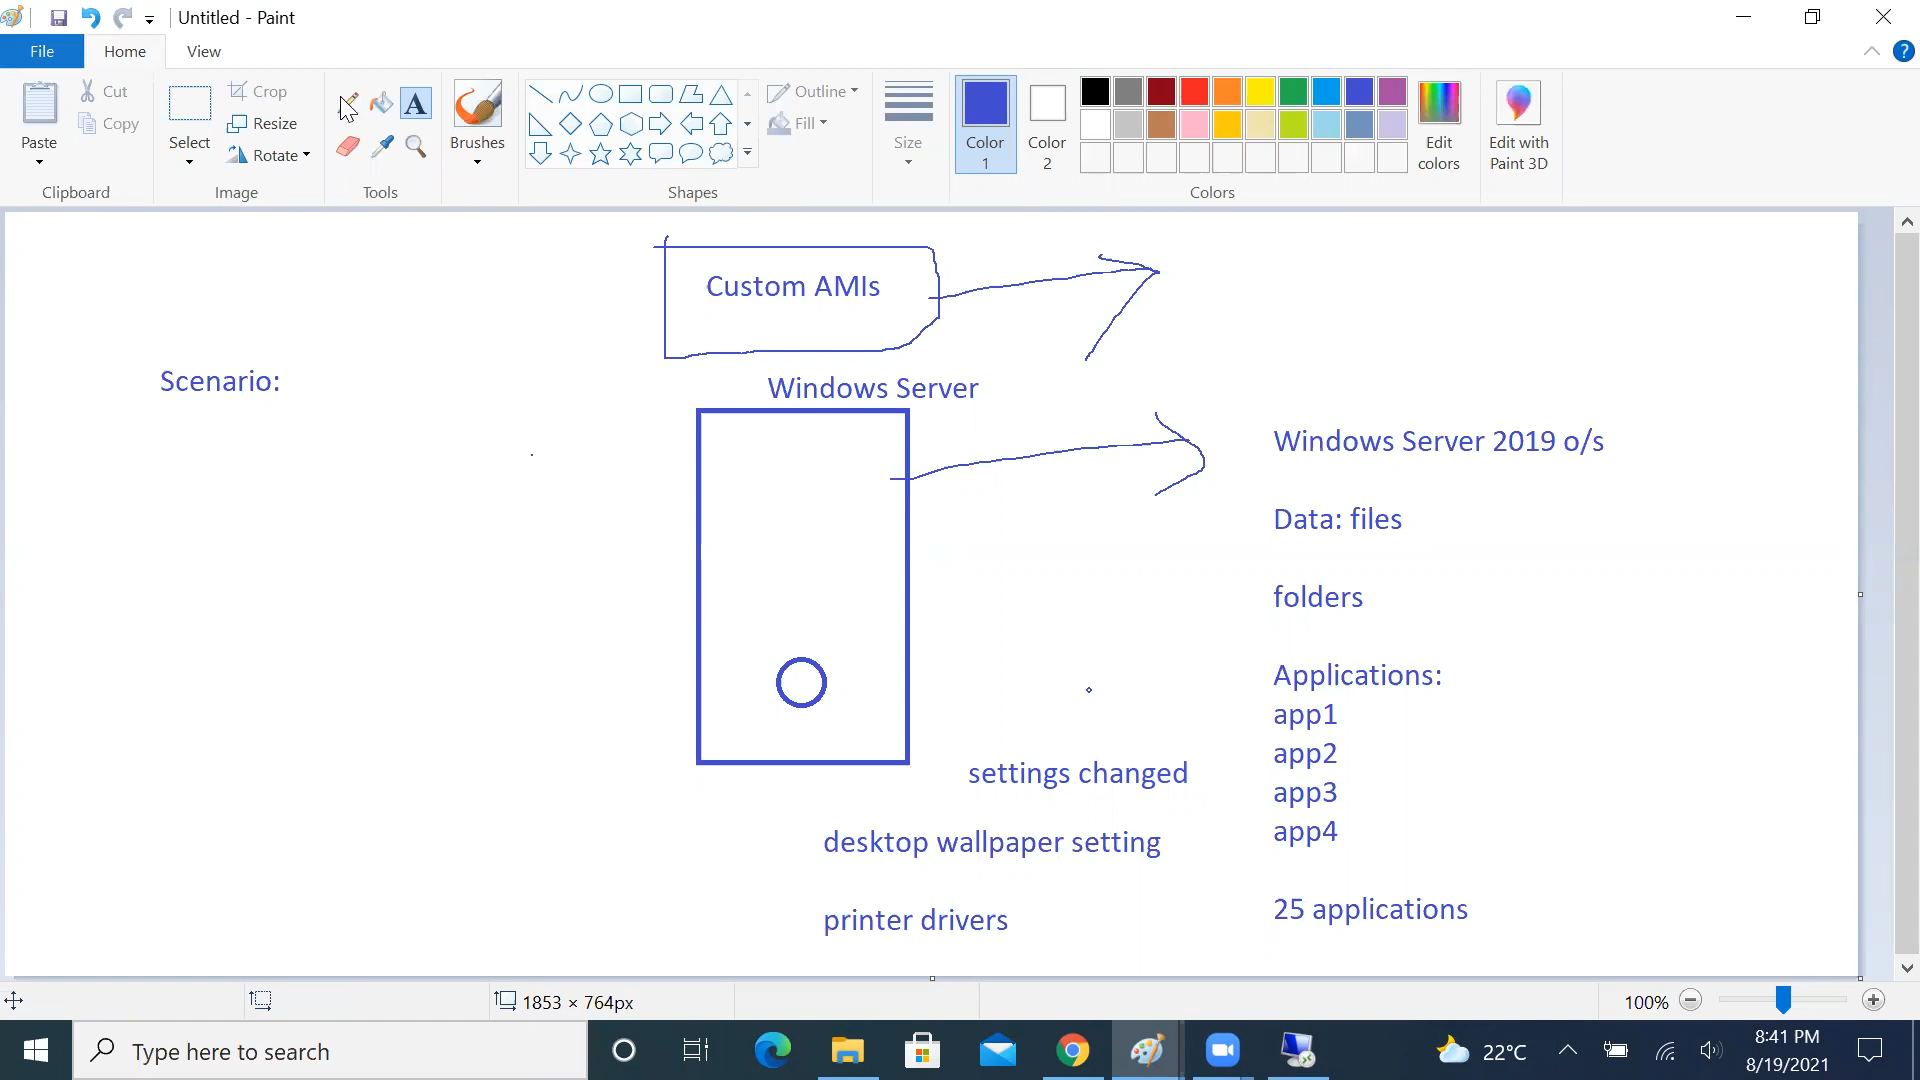 Untitled - Paint
File
Home
View
Paste
Cut
Copy
Clipboard
Select
Crop
Resize
Rotate
Image
A
Tools
Brushes
Outline
Fill
Shapes
Size
Color
1
Color
2
Edit
colors
Colors
Edit with
Paint 3D
?
Custom AMIs
Scenario:
Windows Server
Windows Server 2019 o/s
Data: files
folders
Applications:
app1
app2
app3
app4
25 applications
settings changed
desktop wallpaper setting
printer drivers
1853 × 764px
100%
Type here to search
22°C
8:41 PM
8/19/2021